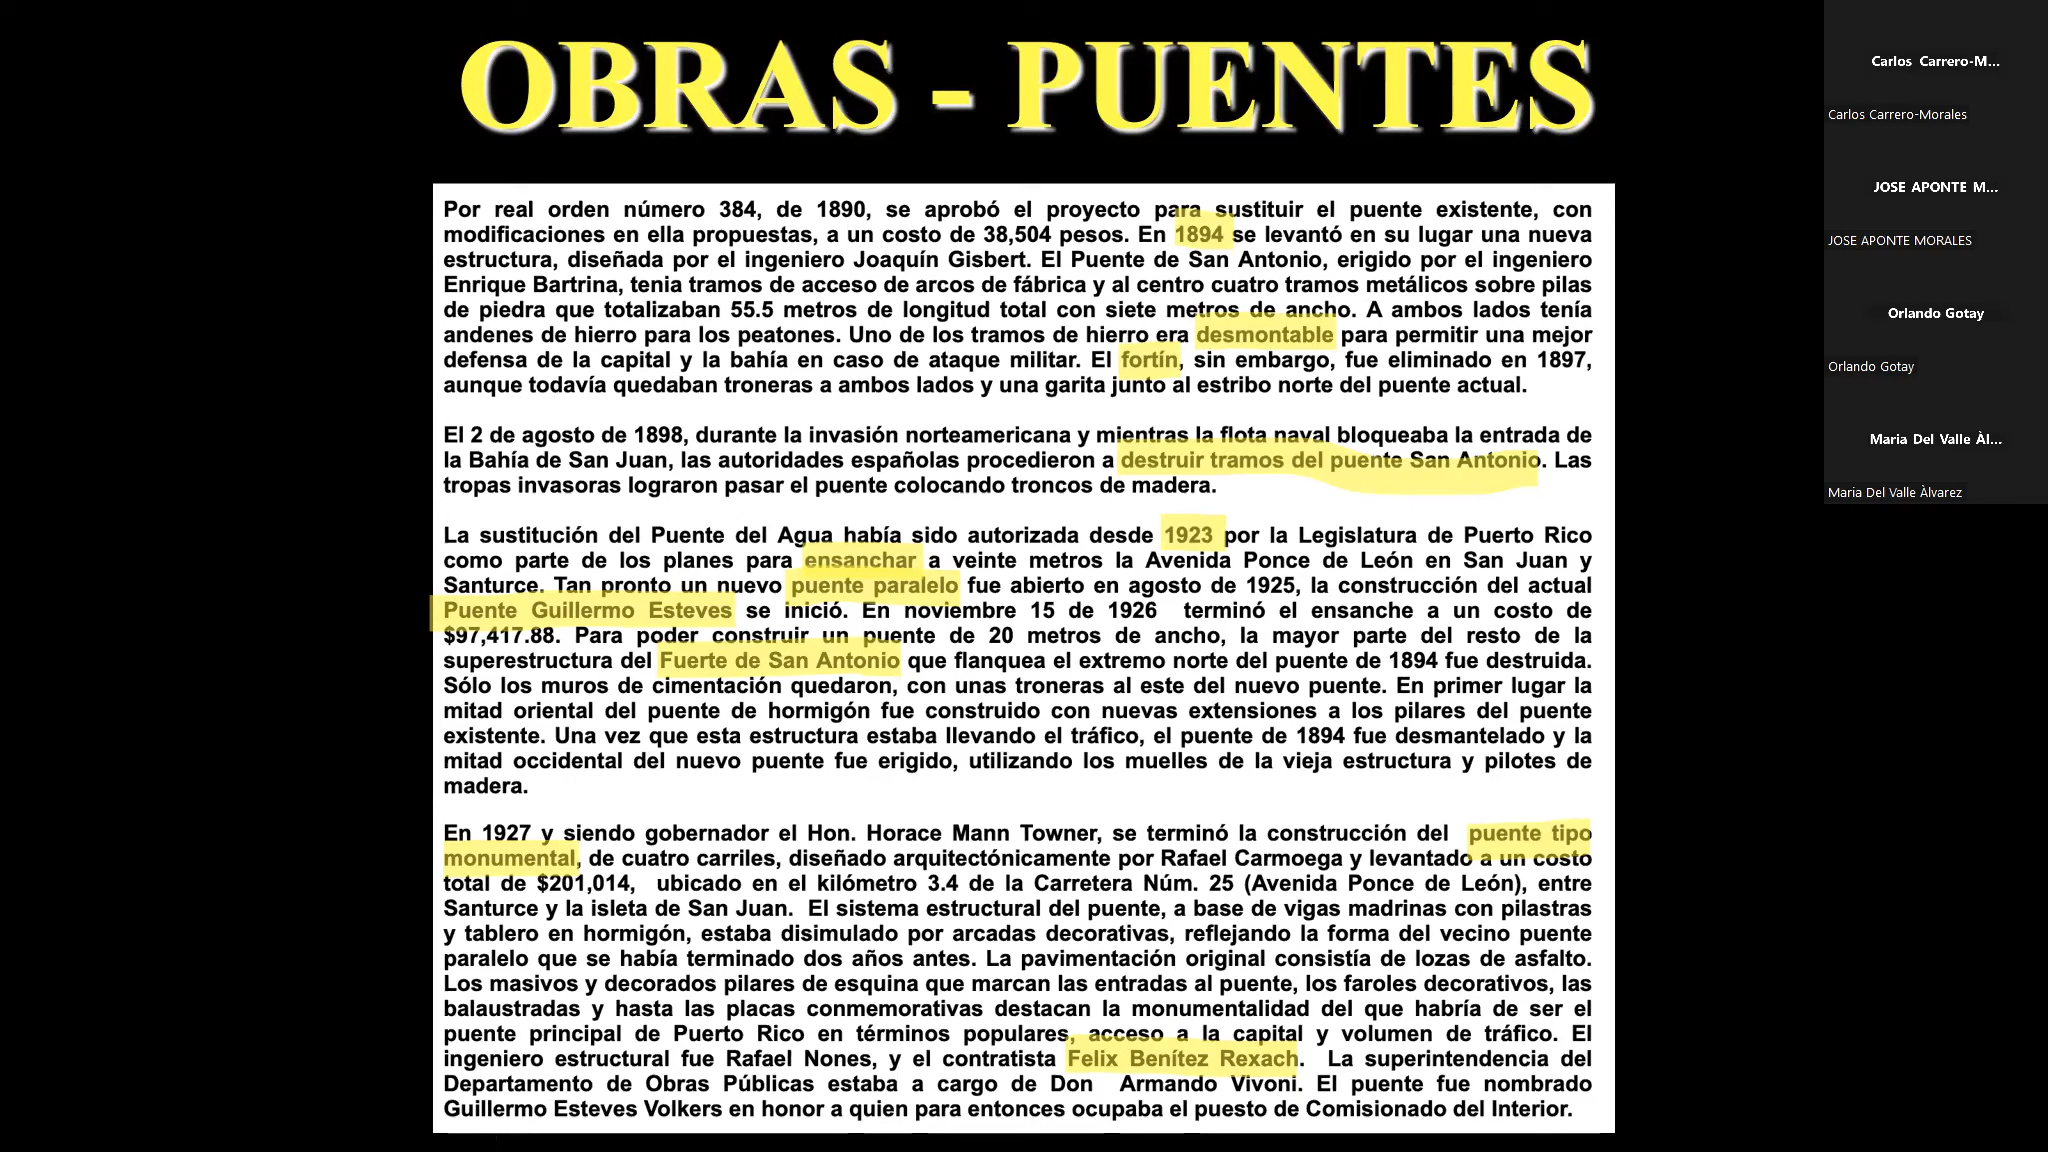 OBRAS - PUENTES
Por real orden número 384, de 1890, se aprobó el proyecto para sustituir el puente existente, con
modificaciones en ella propuestas, a un costo de 38,504 pesos. En 1894 se levantó en su lugar una nueva
estructura, diseñada por el ingeniero Joaquín Gisbert. El Puente de San Antonio, erigido por el ingeniero
Enrique Bartrina, tenia tramos de acceso de arcos de fábrica y al centro cuatro tramos metálicos sobre pilas
de piedra que totalizaban 55.5 metros de longitud total con siete metros de ancho. A ambos lados tenía
andenes de hierro para los peatones. Uno de los tramos de hierro era desmontable para permitir una mejor
defensa de la capital y la bahía en caso de ataque militar. El fortín, sin embargo, fue eliminado en 1897,
aunque todavía quedaban troneras a ambos lados y una garita junto al estribo norte del puente actual.
El 2 de agosto de 1898, durante la invasión norteamericana y mientras la flota naval bloqueaba la entrada de
la Bahía de San Juan, las autoridades españolas procedieron a destruir tramos del puente San Antonio. Las
tropas invasoras lograron pasar el puente colocando troncos de madera.
La sustitución del Puente del Agua había sido autorizada desde 1923 por la Legislatura de Puerto Rico
como parte de los planes para ensanchar a veinte metros la Avenida Ponce de León en San Juan y
Santurce. Tan pronto un nuevo puente paralelo fue abierto en agosto de 1925, la construcción del actual
Puente Guillermo Esteves se inició. En noviembre 15 de 1926 terminó el ensanche a un costo de
$97,417.88. Para poder construir un puente de 20 metros de ancho, la mayor parte del resto de la
superestructura del Fuerte de San Antonio que flanquea el extremo norte del puente de 1894 fue destruida.
Sólo los muros de cimentación quedaron, con unas troneras al este del nuevo puente. En primer lugar la
mitad oriental del puente de hormigón fue construido con nuevas extensiones a los pilares del puente
existente. Una vez que esta estructura estaba llevando el tráfico, el puente de 1894 fue desmantelado y la
mitad occidental del nuevo puente fue erigido, utilizando los muelles de la vieja estructura y pilotes de
madera.
En 1927 y siendo gobernador el Hon. Horace Mann Towner, se terminó la construcción del puente tipo
monumental, de cuatro carriles, diseñado arquitectónicamente por Rafael Carmoega y levantado a un costo
total de $201,014, ubicado en el kilómetro 3.4 de la Carretera Núm. 25 (Avenida Ponce de León), entre
Santurce y la isleta de San Juan. El sistema estructural del puente, a base de vigas madrinas con pilastras
y tablero en hormigón, estaba disimulado por arcadas decorativas, reflejando la forma del vecino puente
paralelo que se había terminado dos años antes. La pavimentación original consistía de lozas de asfalto.
Los masivos y decorados pilares de esquina que marcan las entradas al puente, los faroles decorativos, las
balaustradas y hasta las placas conmemorativas destacan la monumentalidad del que habría de ser el
puente principal de Puerto Rico en términos populares, acceso a la capital y volumen de tráfico. El
ingeniero estructural fue Rafael Nones, y el contratista Felix Benítez Rexach. La superintendencia del
Departamento de Obras Públicas estaba a cargo de Don Armando Vivoni. El puente fue nombrado
Guillermo Esteves Volkers en honor a quien para entonces ocupaba el puesto de Comisionado del Interior.
Carlos Carrero-M...
Carlos Carrero-Morales
JOSE APONTE M...
JOSE APONTE MORALES
Orlando Gotay
Orlando Gotay
Maria Del Valle Àl...
Maria Del Valle Àlvarez